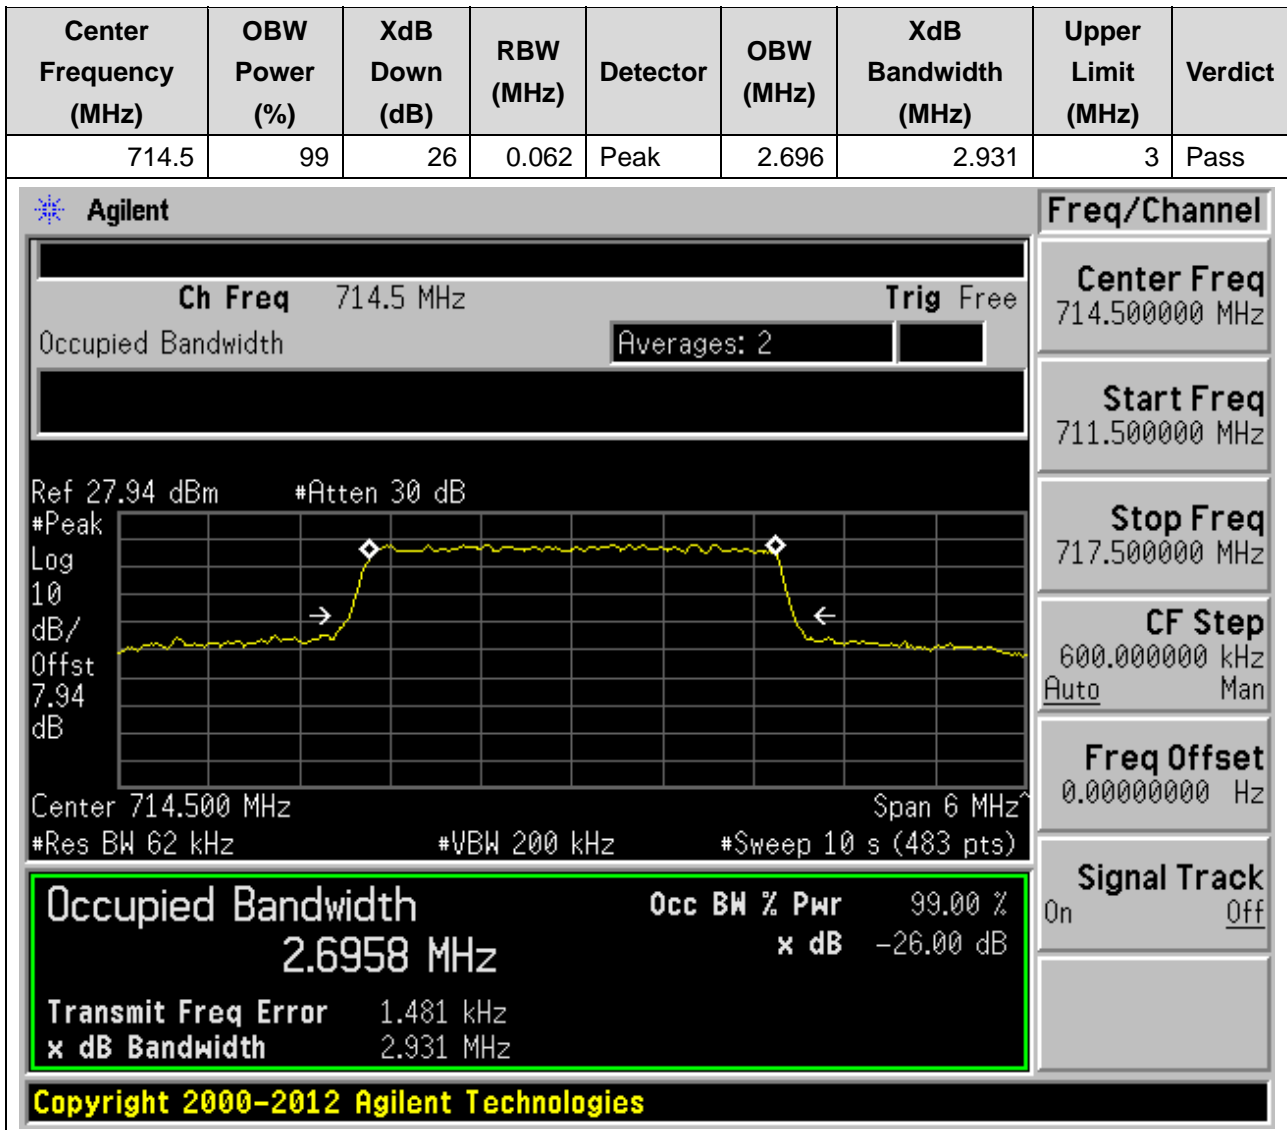 Center Frequency (MHz) OBW Power (%) XdB Down (dB) RBW (MHz) Detector OBW (MHz) XdB Bandwidth (MHz) Upper Limit (MHz) Verdict
714.5 99 26 0.062 Peak 2.696 2.931 3 Pass
Agilent
Ch Freq 714.5 MHz Trig Free
Occupied Bandwidth Averages: 2
Ref 27.94 dBm #Atten 30 dB
#Peak
Log
10
dB/
Offst
7.94
dB
Center 714.500 MHz Span 6 MHz^
#Res BW 62 kHz #VBW 200 kHz #Sweep 10 s (483 pts)
Occupied Bandwidth
2.6958 MHz
Occ BW % Pwr 99.00 %
x dB -26.00 dB
Transmit Freq Error 1.481 kHz
x dB Bandwidth 2.931 MHz
Copyright 2000-2012 Agilent Technologies
Freq/Channel
Center Freq
714.500000 MHz
Start Freq
711.500000 MHz
Stop Freq
717.500000 MHz
CF Step
600.000000 kHz
Auto Man
Freq Offset
0.00000000 Hz
Signal Track
On Off